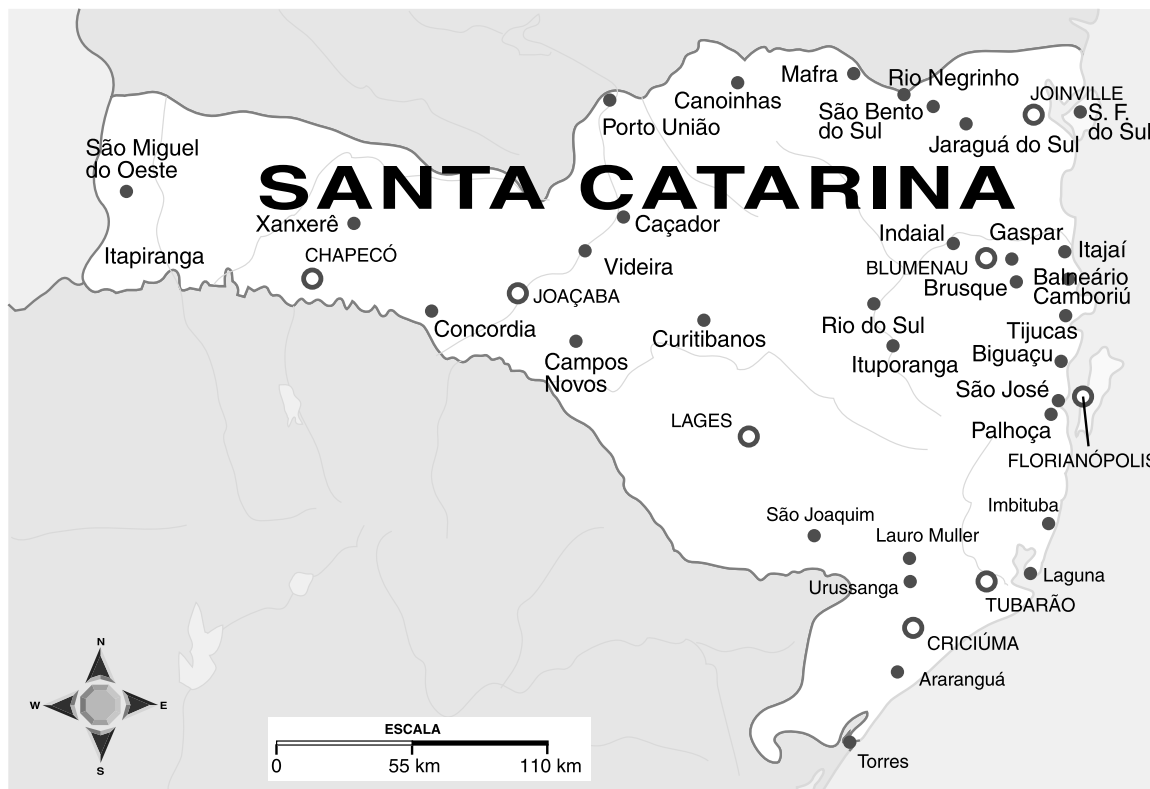 Mafra
Rio Negrinho
Canoinhas
JOINVILLE
São Bento
do Sul
S. F.
do Sul
Porto União
Jaraguá do Sul
São Miguel
do Oeste
SANTA CATARINA
Xanxerê
Caçador
Indaial
Gaspar
Itajaí
Itapiranga
CHAPECÓ
Videira
BLUMENAU
Brusque
Balneário
Camboriú
JOAÇABA
Concordia
Curitibanos
Rio do Sul
Tijucas
Campos
Novos
Ituporanga
Biguaçu
São José
LAGES
Palhoça
FLORIANÓPOLIS
Imbituba
São Joaquim
Lauro Muller
Urussanga
Laguna
TUBARÃO
CRICIÚMA
Araranguá
Torres
N
W
E
S
ESCALA
0
55 km
110 km